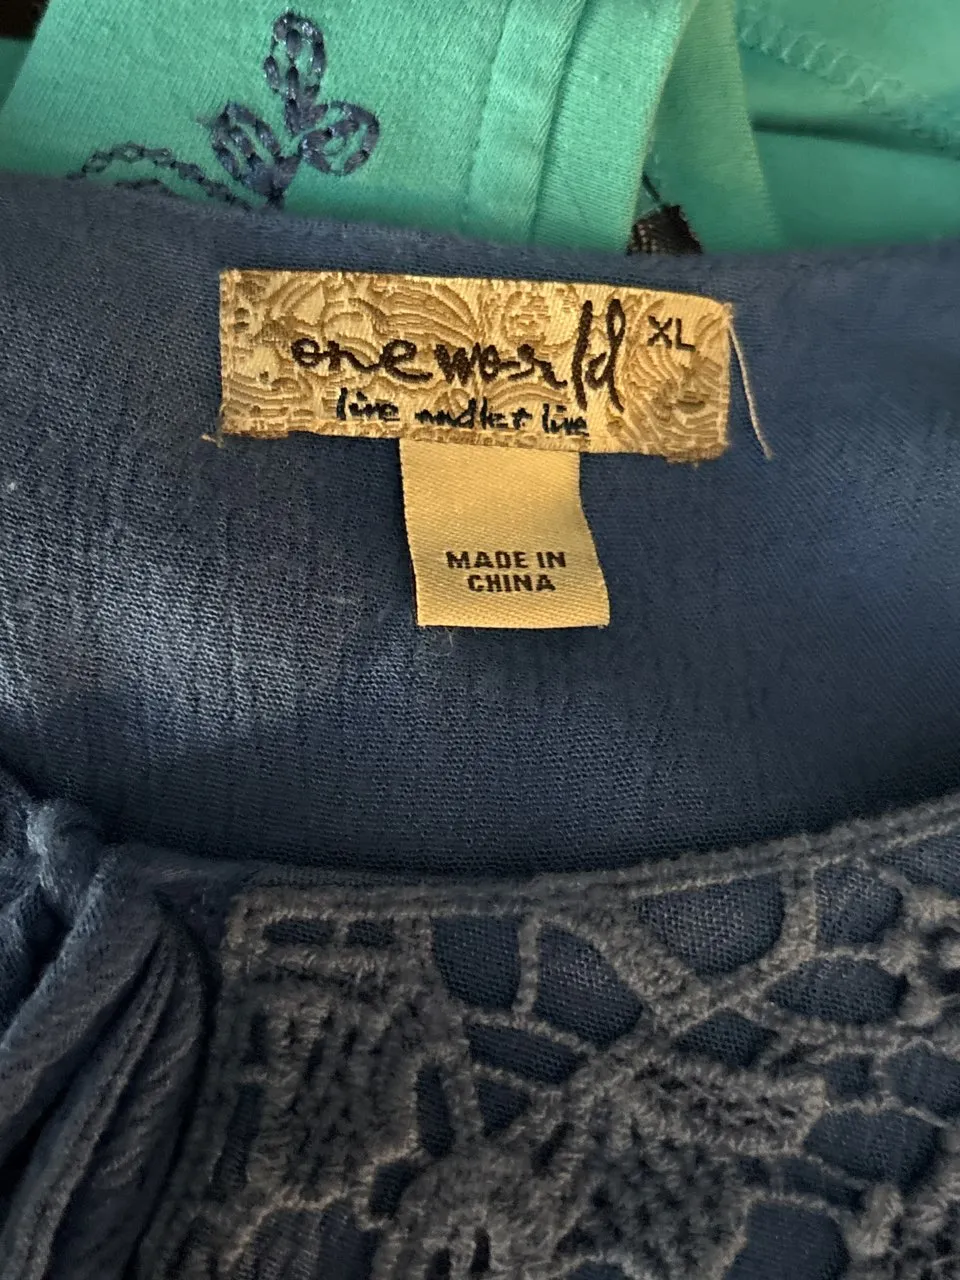 one world XL
live and let live
MADE IN
CHINA